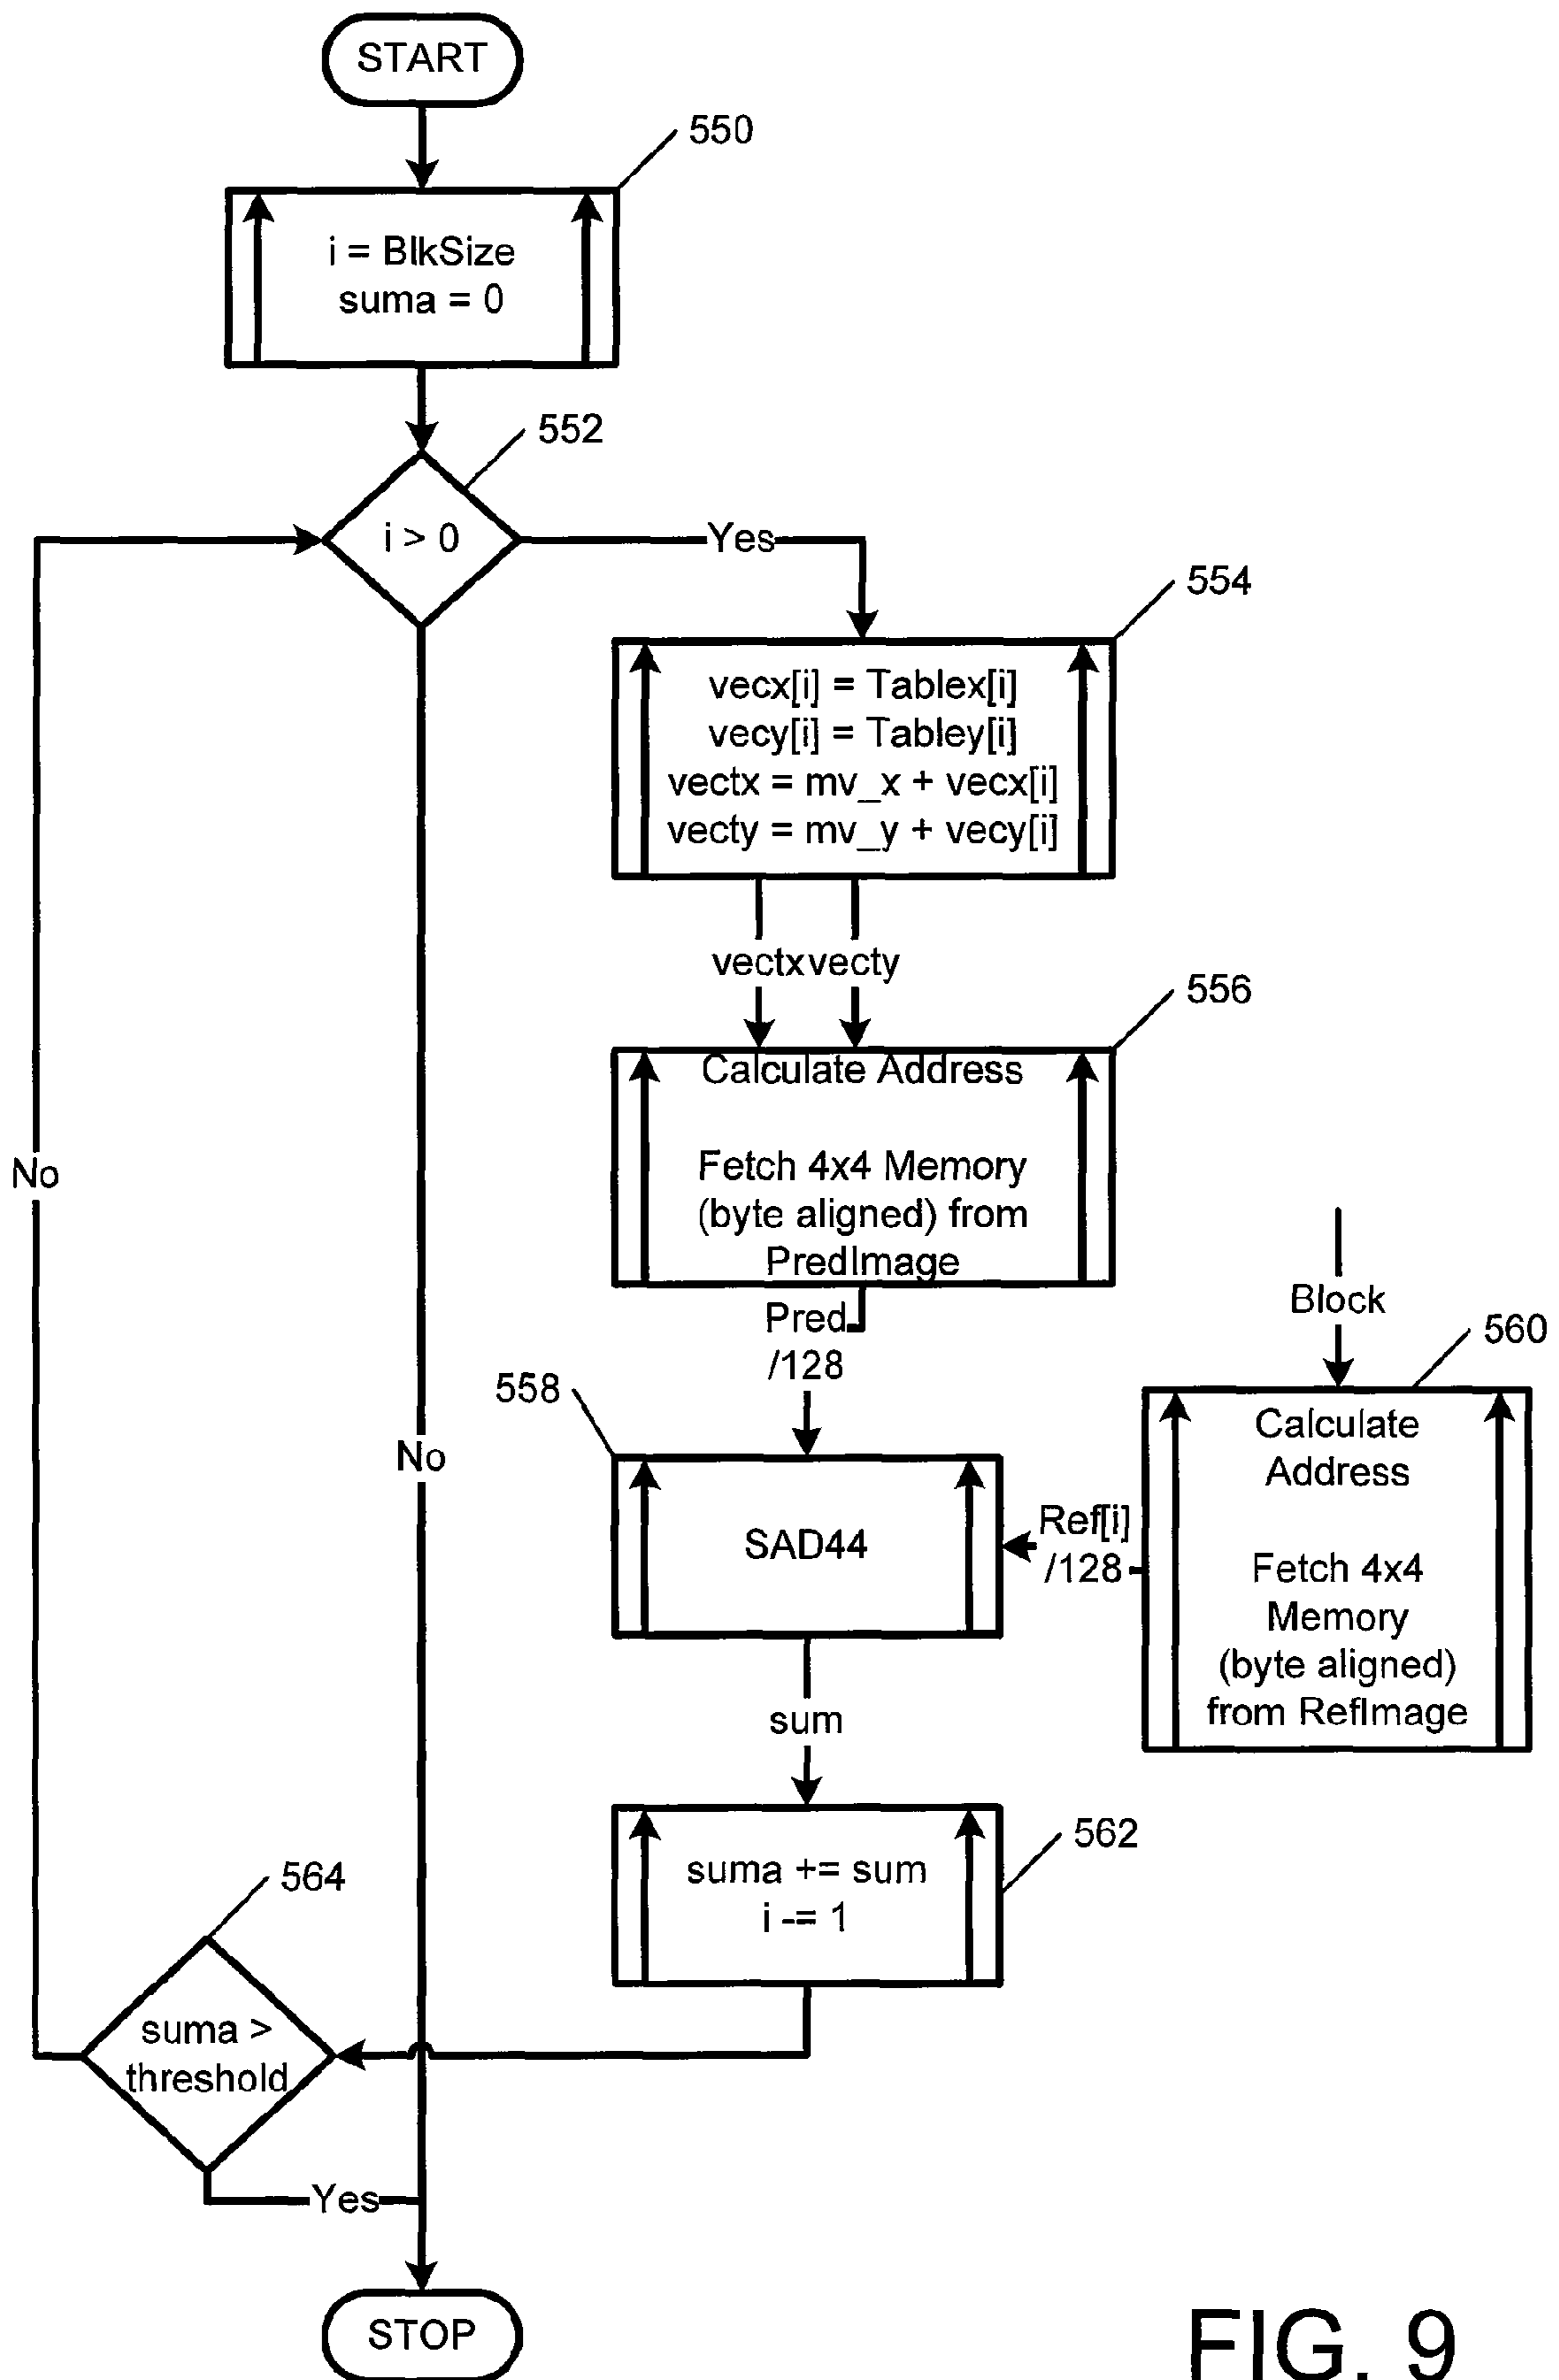 START
550
i = BlkSize
suma = 0
552
i > 0
Yes
554
vecx[i] = Tablex[i]
vecy[i] = Tabley[i]
vectx = mv_x + vecx[i]
vecty = mv_y + vecy[i]
vectx vecty
556
Calculate Address
Fetch 4x4 Memory
(byte aligned) from
PredImage
No
Block
Pred
/128
560
558
Calculate
Address
Fetch 4x4
Memory
(byte aligned)
from RefImage
No
SAD44
Ref[i]
/128
sum
562
suma += sum
i -= 1
564
suma >
threshold
Yes
STOP
FIG. 9